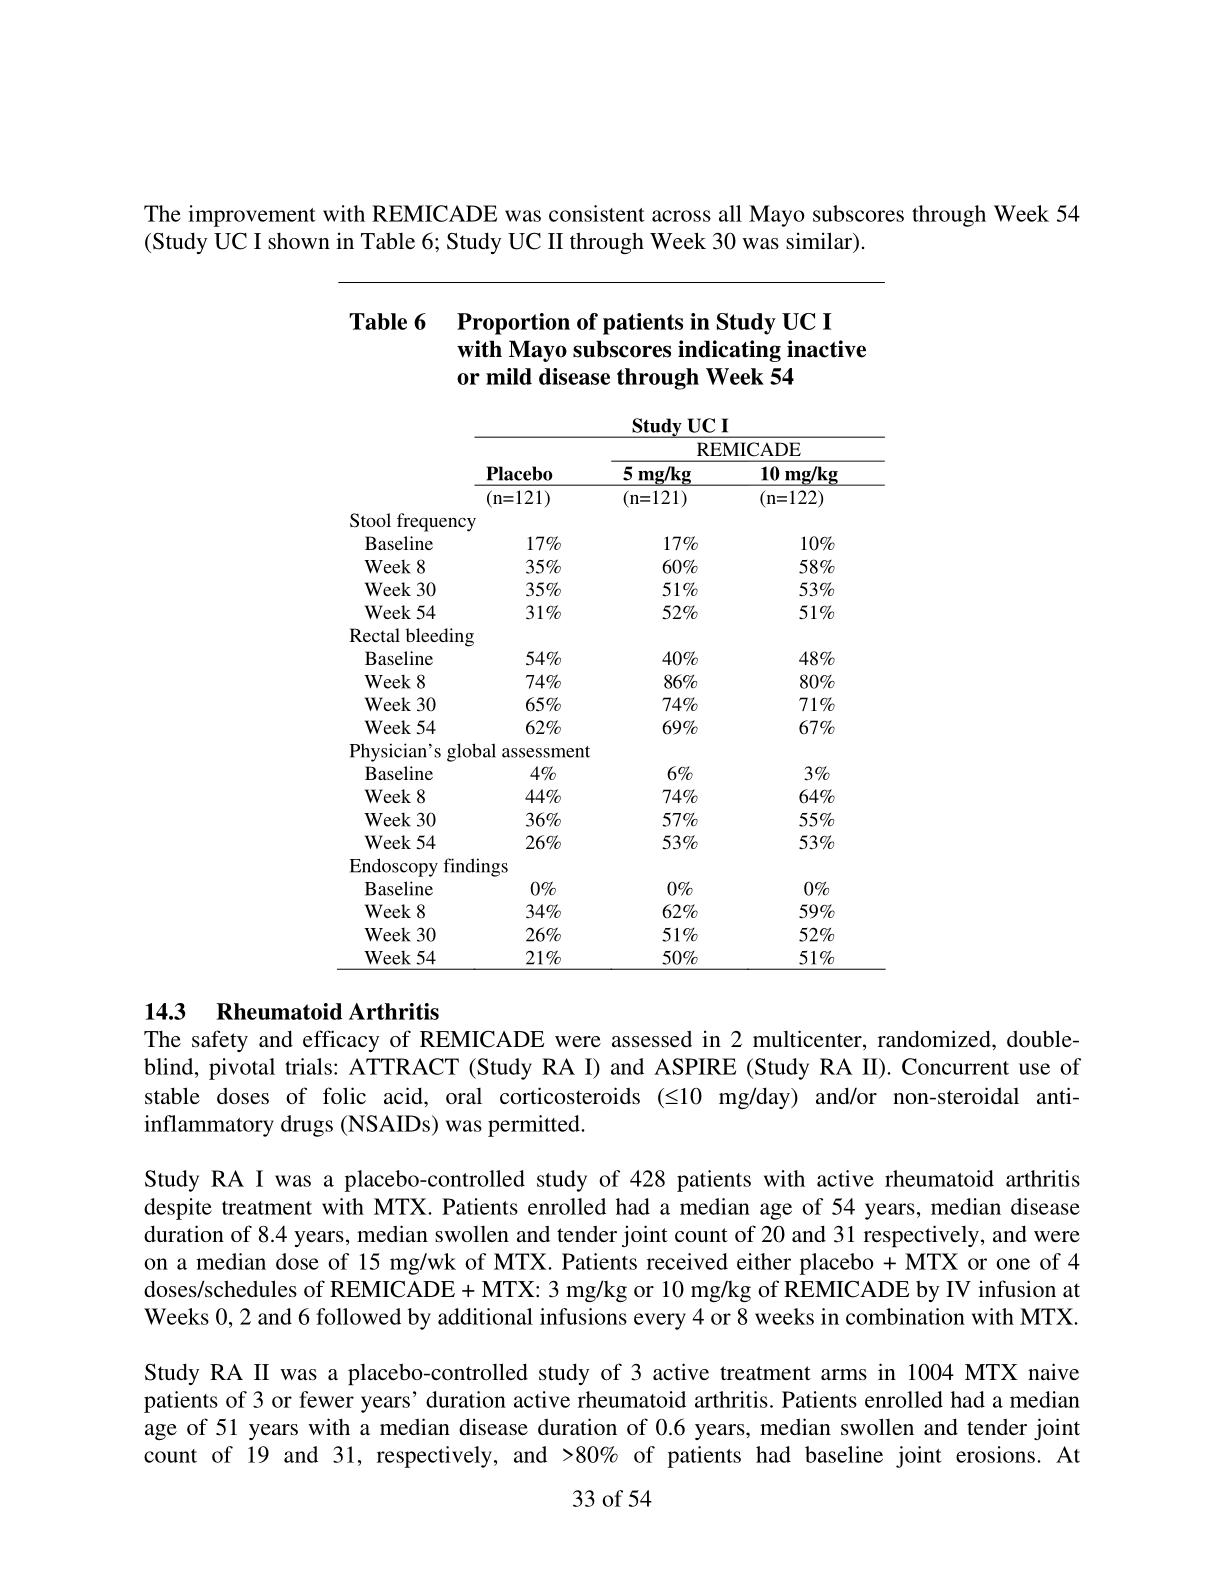 The improvement with REMICADE was consistent across all Mayo subscores through Week 54
(Study UC I shown in Table 6; Study UC II through Week 30 was similar).
Table 6 Proportion of patients in Study UC I
with Mayo subscores indicating inactive
or mild disease through Week 54
Study UC I
REMICADE
Placebo 5 mg/kg 10 mg/kg
(n=121) (n=121) (n=122)
Stool frequency
Baseline 17% 17% 10%
Week 8 35% 60% 58%
Week 30 35% 51% 53%
Week 54 31% 52% 51%
Rectal bleeding
Baseline 54% 40% 48%
Week 8 74% 86% 80%
Week 30 65% 74% 71%
Week 54 62% 69% 67%
Physician’s global assessment
Baseline 4% 6% 3%
Week 8 44% 74% 64%
Week 30 36% 57% 55%
Week 54 26% 53% 53%
Endoscopy findings
Baseline 0% 0% 0%
Week 8 34% 62% 59%
Week 30 26% 51% 52%
Week 54 21% 50% 51%
14.3 Rheumatoid Arthritis
The safety and efficacy of REMICADE were assessed in 2 multicenter, randomized, double-
blind, pivotal trials: ATTRACT (Study RA I) and ASPIRE (Study RA II). Concurrent use of
stable doses of folic acid, oral corticosteroids (≤10 mg/day) and/or non-steroidal anti-
inflammatory drugs (NSAIDs) was permitted.
Study RA I was a placebo-controlled study of 428 patients with active rheumatoid arthritis
despite treatment with MTX. Patients enrolled had a median age of 54 years, median disease
duration of 8.4 years, median swollen and tender joint count of 20 and 31 respectively, and were
on a median dose of 15 mg/wk of MTX. Patients received either placebo + MTX or one of 4
doses/schedules of REMICADE + MTX: 3 mg/kg or 10 mg/kg of REMICADE by IV infusion at
Weeks 0, 2 and 6 followed by additional infusions every 4 or 8 weeks in combination with MTX.
Study RA II was a placebo-controlled study of 3 active treatment arms in 1004 MTX naive
patients of 3 or fewer years’ duration active rheumatoid arthritis. Patients enrolled had a median
age of 51 years with a median disease duration of 0.6 years, median swollen and tender joint
count of 19 and 31, respectively, and >80% of patients had baseline joint erosions. At
33 of 54